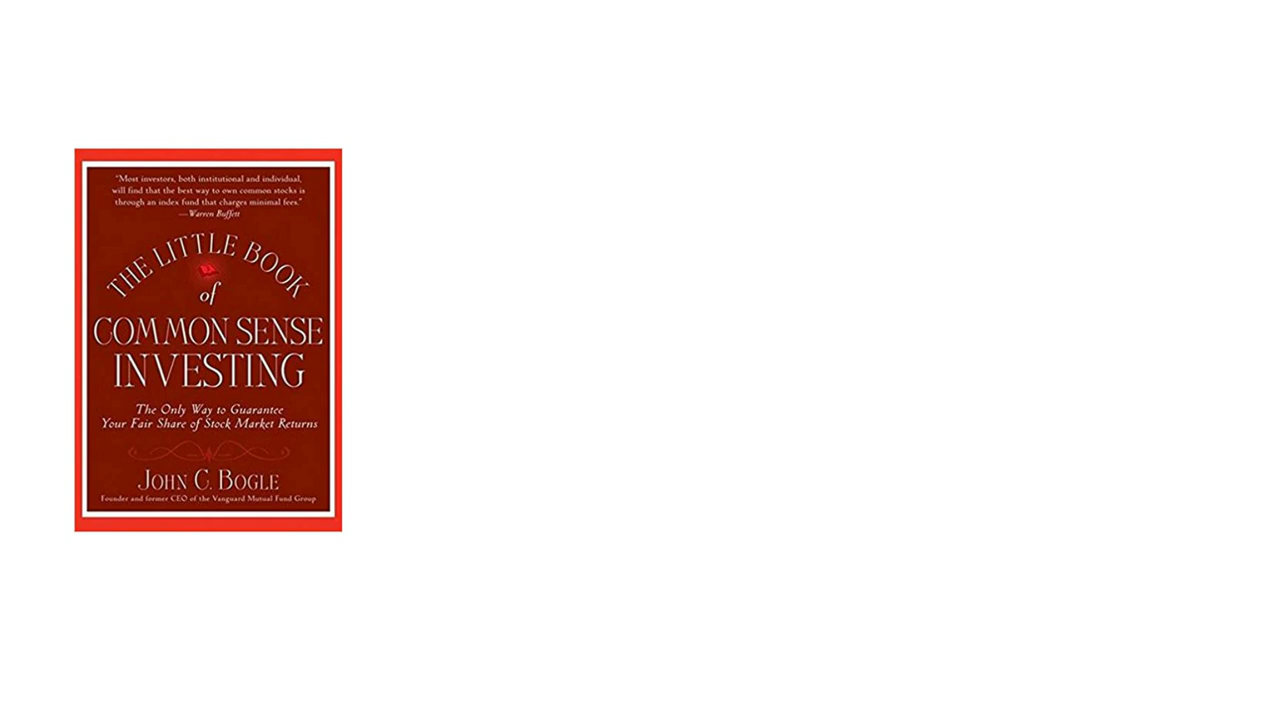 "Most investors, both institutional and individual,
will find that the best way to own common stocks is
through an index fund that charges minimal fees."
—Warren Buffett
THE LITTLE BOOK
of
COMMON SENSE
INVESTING
The Only Way to Guarantee
Your Fair Share of Stock Market Returns
JOHN C. BOGLE
Founder and former CEO of the Vanguard Mutual Fund Group